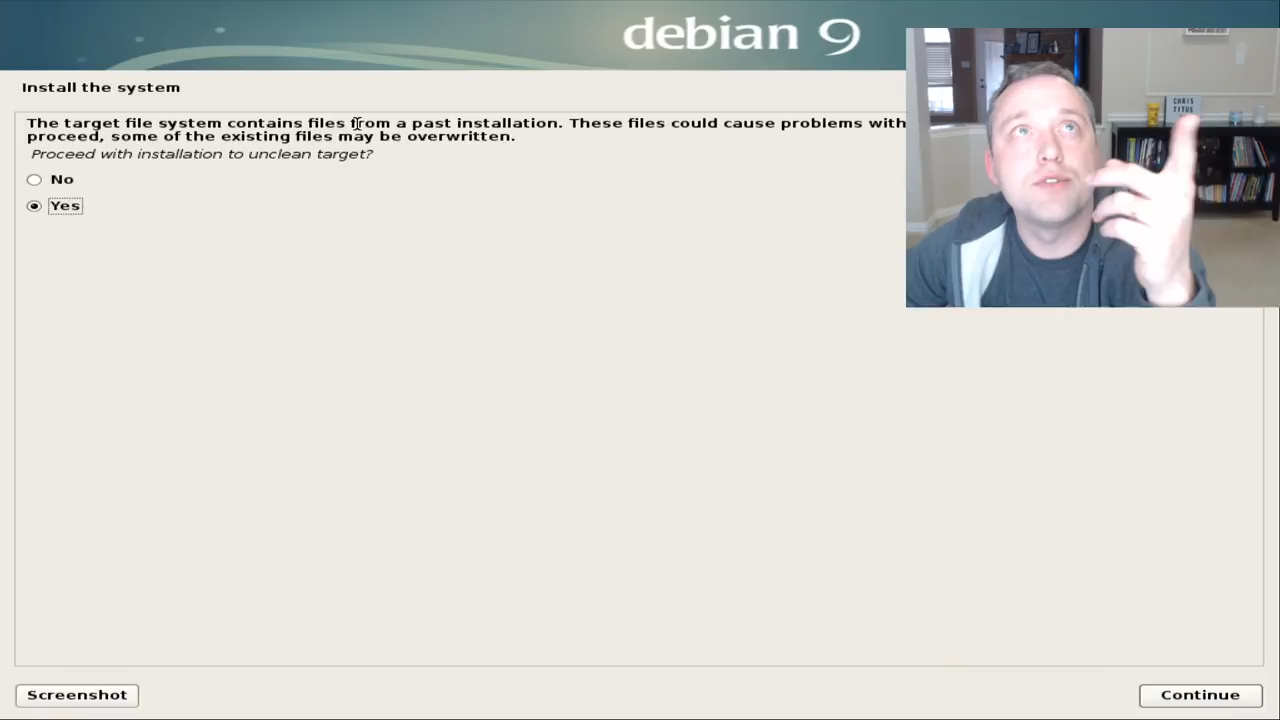 debian 9
Install the system
The target file system contains files from a past installation. These files could cause problems with
proceed, some of the existing files may be overwritten.
Proceed with installation to unclean target?
No
Yes
CHRIS
TITUS
Screenshot
Continue